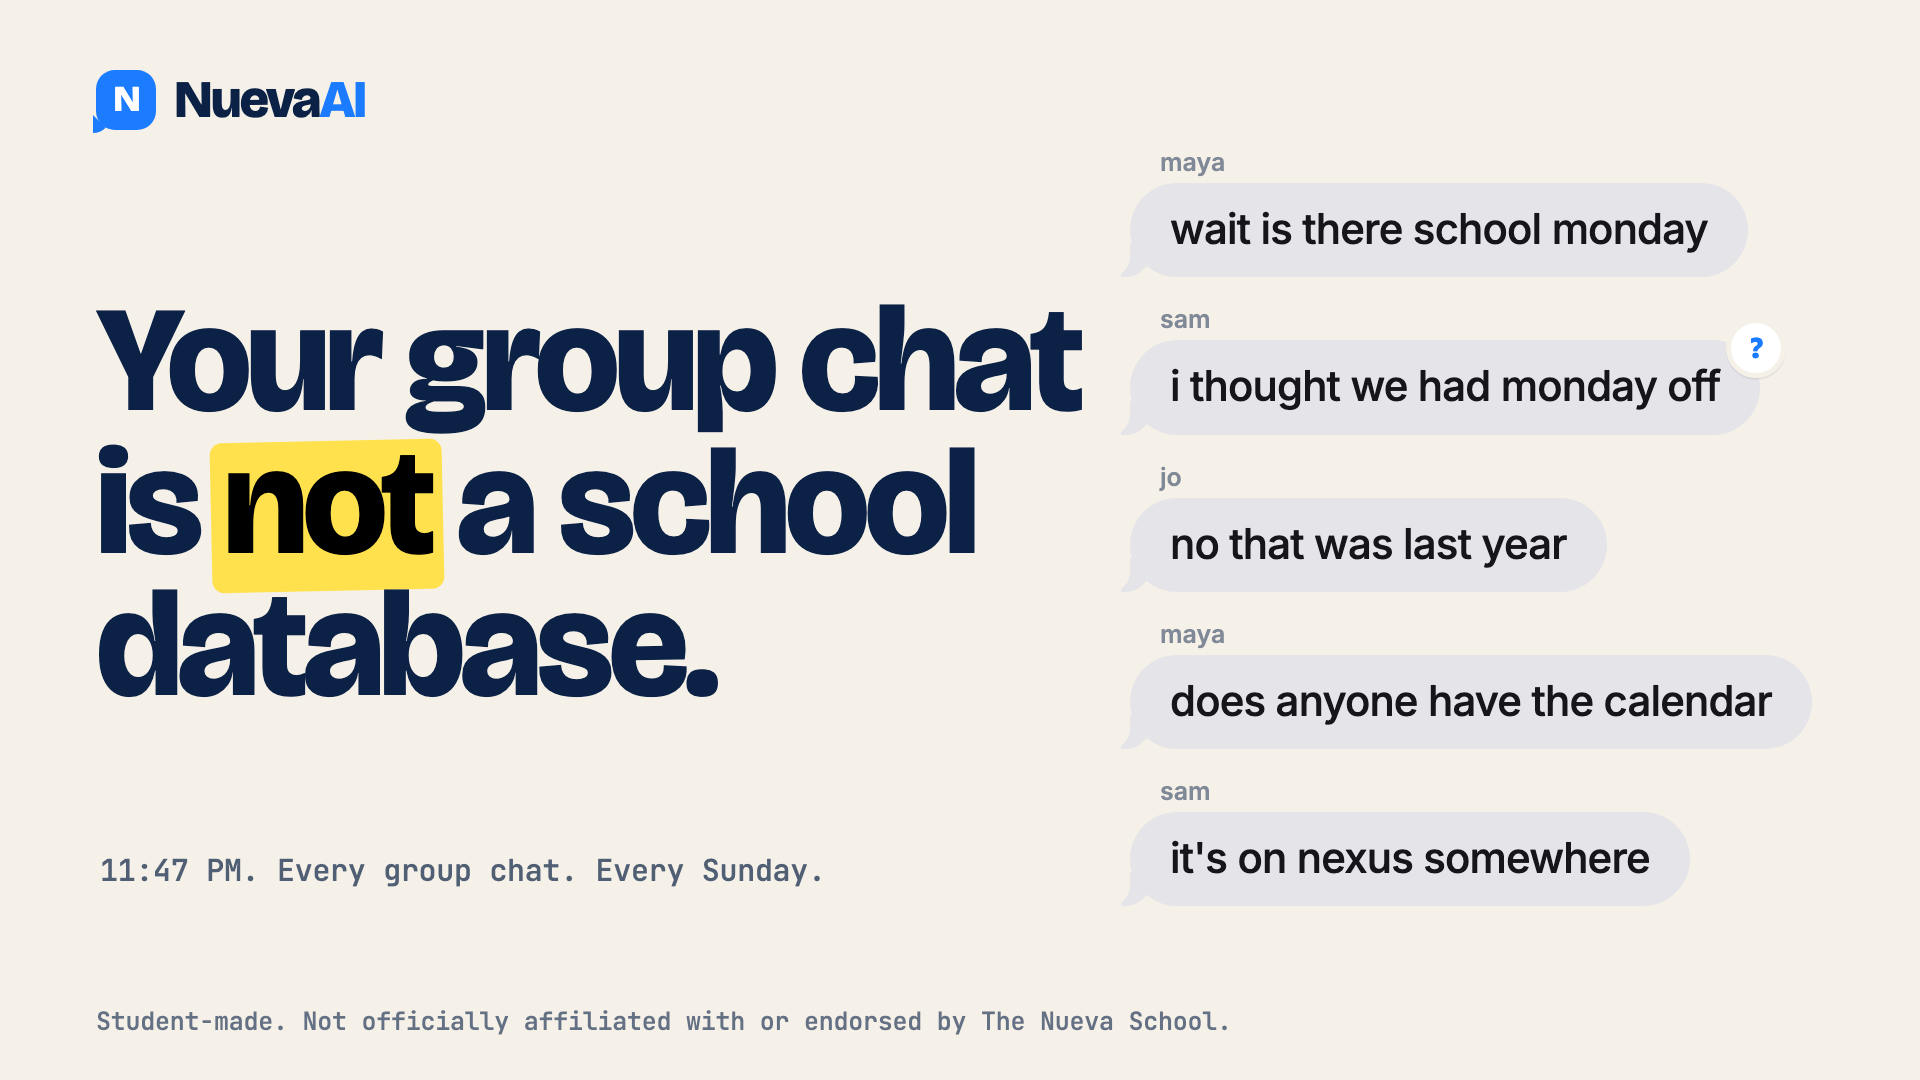 N
NuevaAI
Your group chat
is not a school
database.
11:47 PM. Every group chat. Every Sunday.
maya
wait is there school monday
sam
?
i thought we had monday off
jo
no that was last year
maya
does anyone have the calendar
sam
it's on nexus somewhere
Student-made. Not officially affiliated with or endorsed by The Nueva School.